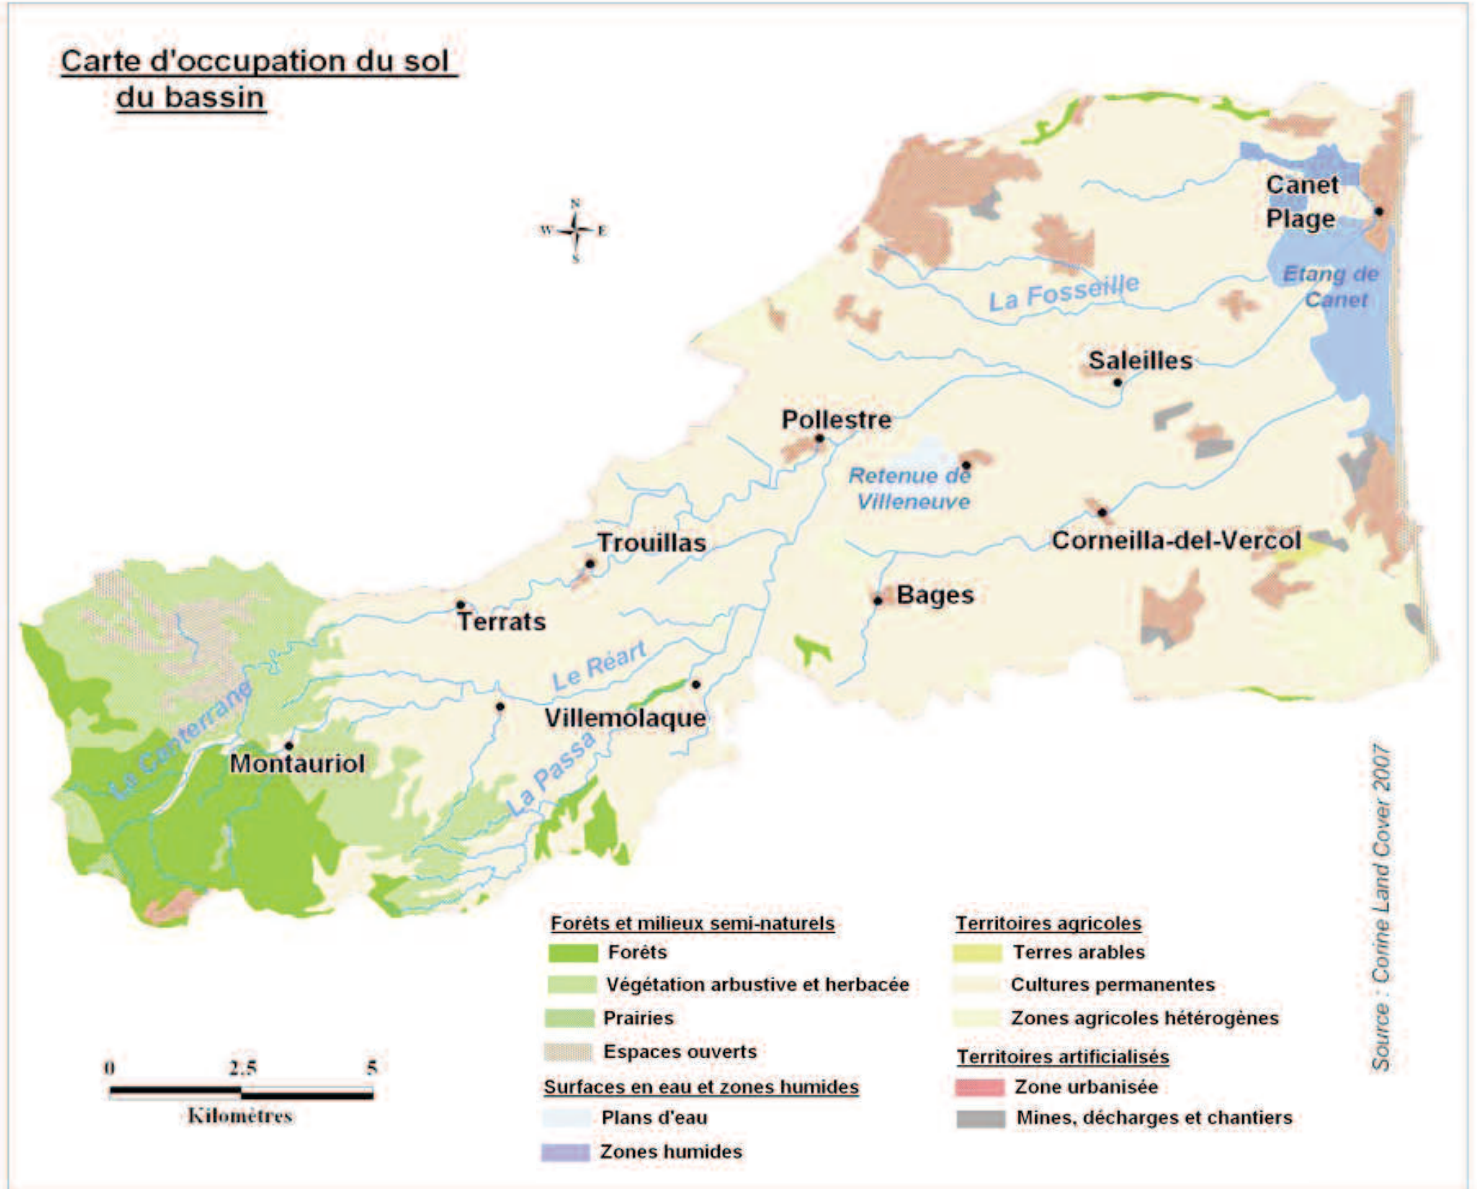 Carte d'occupation du sol
du bassin
N
W E
S
Canet
Plage
Etang de
Canet
La Fosseille
Saleilles
Pollestre
Retenue de
Villeneuve
Corneilla-del-Vercol
Trouillas
Bages
Terrats
Le Réart
Villemolaque
La Canterrane
Montauriol
La Passa
Source : Corine Land Cover 2007
Forêts et milieux semi-naturels
Forêts
Végétation arbustive et herbacée
Prairies
Espaces ouverts
Surfaces en eau et zones humides
Plans d'eau
Zones humides
Territoires agricoles
Terres arables
Cultures permanentes
Zones agricoles hétérogènes
Territoires artificialisés
Zone urbanisée
Mines, décharges et chantiers
0 2.5 5
Kilomètres